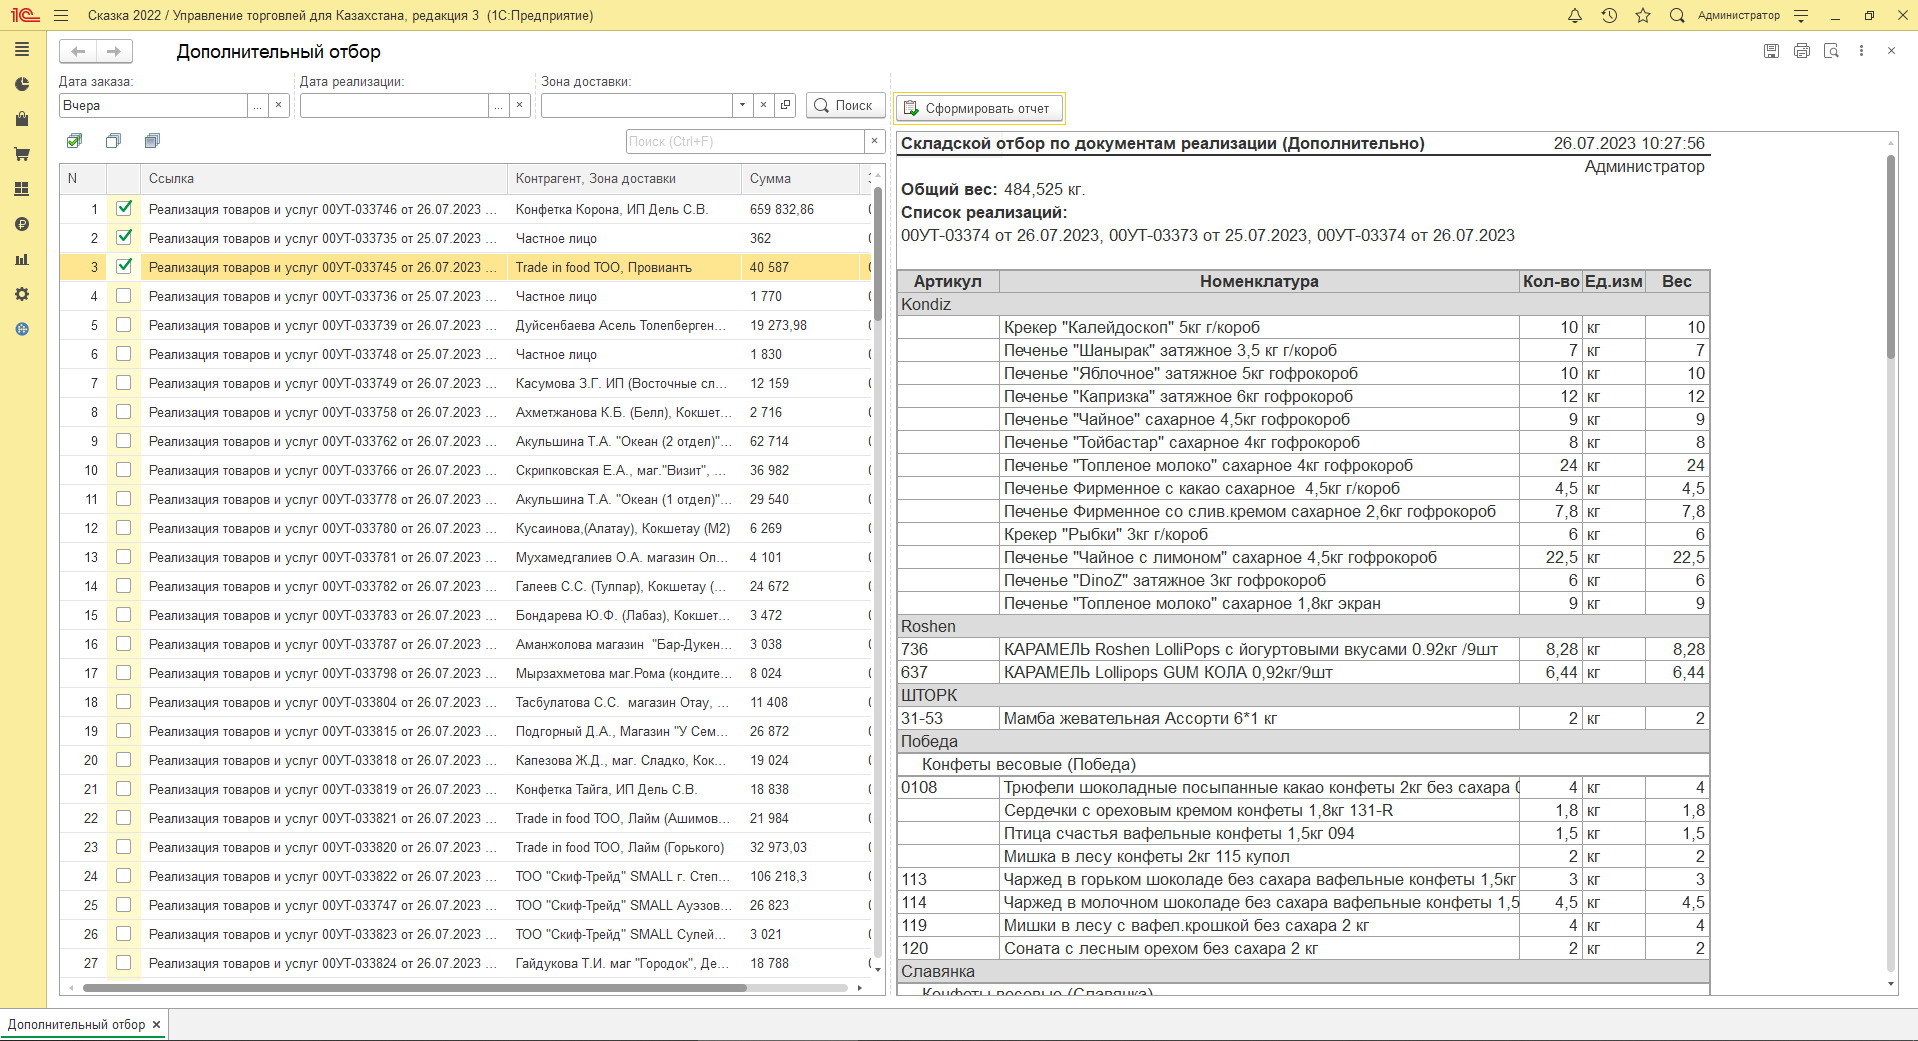 Сказка 2022 / Управление торговлей для Казахстана, редакция 3 (1С:Предприятие)
Администратор
Дополнительный отбор
Дата заказа:
Дата реализации:
Зона доставки:
Вчера
...
...
Поиск
Сформировать отчет
Поиск (Ctrl+F)
N Ссылка Контрагент, Зона доставки Сумма
1 Реализация товаров и услуг 00УТ-033746 от 26.07.2023 ... Конфетка Корона, ИП Дель С.В. 659 832,86
2 Реализация товаров и услуг 00УТ-033735 от 25.07.2023 ... Частное лицо 362
3 Реализация товаров и услуг 00УТ-033745 от 26.07.2023 ... Trade in food ТОО, Провиантъ 40 587
4 Реализация товаров и услуг 00УТ-033736 от 25.07.2023 ... Частное лицо 1 770
5 Реализация товаров и услуг 00УТ-033739 от 26.07.2023 ... Дуйсенбаева Асель Толепберген... 19 273,98
6 Реализация товаров и услуг 00УТ-033748 от 25.07.2023 ... Частное лицо 1 830
7 Реализация товаров и услуг 00УТ-033749 от 26.07.2023 ... Касумова З.Г. ИП (Восточные сл... 12 159
8 Реализация товаров и услуг 00УТ-033758 от 26.07.2023 ... Ахметжанова К.Б. (Белл), Кокшет... 2 716
9 Реализация товаров и услуг 00УТ-033762 от 26.07.2023 ... Акульшина Т.А. "Океан (2 отдел)"... 62 714
10 Реализация товаров и услуг 00УТ-033766 от 26.07.2023 ... Скрипковская Е.А., маг."Визит", ... 36 982
11 Реализация товаров и услуг 00УТ-033778 от 26.07.2023 ... Акульшина Т.А. "Океан (1 отдел)"... 29 540
12 Реализация товаров и услуг 00УТ-033780 от 26.07.2023 ... Кусаинова,(Алатау), Кокшетау (М2) 6 269
13 Реализация товаров и услуг 00УТ-033781 от 26.07.2023 ... Мухамедгалиев О.А. магазин Ол... 4 101
14 Реализация товаров и услуг 00УТ-033782 от 26.07.2023 ... Галеев С.С. (Тулпар), Кокшетау (... 24 672
15 Реализация товаров и услуг 00УТ-033783 от 26.07.2023 ... Бондарева Ю.Ф. (Лабаз), Кокшет... 3 472
16 Реализация товаров и услуг 00УТ-033787 от 26.07.2023 ... Аманжолова магазин "Бар-Дукен... 3 038
17 Реализация товаров и услуг 00УТ-033798 от 26.07.2023 ... Мырзахметова маг.Рома (кондите... 8 024
18 Реализация товаров и услуг 00УТ-033804 от 26.07.2023 ... Тасбулатова С.С. магазин Отау, ... 11 408
19 Реализация товаров и услуг 00УТ-033815 от 26.07.2023 ... Подгорный Д.А., Магазин "У Сем... 26 872
20 Реализация товаров и услуг 00УТ-033818 от 26.07.2023 ... Капезова Ж.Д., маг. Сладко, Кок... 19 024
21 Реализация товаров и услуг 00УТ-033819 от 26.07.2023 ... Конфетка Тайга, ИП Дель С.В. 18 838
22 Реализация товаров и услуг 00УТ-033821 от 26.07.2023 ... Trade in food ТОО, Лайм (Ашимов... 21 984
23 Реализация товаров и услуг 00УТ-033820 от 26.07.2023 ... Trade in food ТОО, Лайм (Горького) 32 973,03
24 Реализация товаров и услуг 00УТ-033822 от 26.07.2023 ... ТОО "Скиф-Трейд" SMALL г. Степ... 106 218,3
25 Реализация товаров и услуг 00УТ-033747 от 26.07.2023 ... ТОО "Скиф-Трейд" SMALL Ауэзов... 26 823
26 Реализация товаров и услуг 00УТ-033823 от 26.07.2023 ... ТОО "Скиф-Трейд" SMALL Сулей... 3 021
27 Реализация товаров и услуг 00УТ-033824 от 26.07.2023 ... Гайдукова Т.И. маг "Городок", Де... 18 788
Складской отбор по документам реализации (Дополнительно) 26.07.2023 10:27:56
Администратор
Общий вес: 484,525 кг.
Список реализаций:
00УТ-03374 от 26.07.2023, 00УТ-03373 от 25.07.2023, 00УТ-03374 от 26.07.2023
Артикул Номенклатура Кол-во Ед.изм Вес
Kondiz
Крекер "Калейдоскоп" 5кг г/короб 10 кг 10
Печенье "Шанырак" затяжное 3,5 кг г/короб 7 кг 7
Печенье "Яблочное" затяжное 5кг гофрокороб 10 кг 10
Печенье "Капризка" затяжное 6кг гофрокороб 12 кг 12
Печенье "Чайное" сахарное 4,5кг гофрокороб 9 кг 9
Печенье "Тойбастар" сахарное 4кг гофрокороб 8 кг 8
Печенье "Топленое молоко" сахарное 4кг гофрокороб 24 кг 24
Печенье Фирменное с какао сахарное 4,5кг г/короб 4,5 кг 4,5
Печенье Фирменное со слив.кремом сахарное 2,6кг гофрокороб 7,8 кг 7,8
Крекер "Рыбки" 3кг г/короб 6 кг 6
Печенье "Чайное с лимоном" сахарное 4,5кг гофрокороб 22,5 кг 22,5
Печенье "DinoZ" затяжное 3кг гофрокороб 6 кг 6
Печенье "Топленое молоко" сахарное 1,8кг экран 9 кг 9
Roshen
736 КАРАМЕЛЬ Roshen LolliPops с йогуртовыми вкусами 0.92кг /9шт 8,28 кг 8,28
637 КАРАМЕЛЬ Lollipops GUM КОЛА 0,92кг/9шт 6,44 кг 6,44
ШТОРК
31-53 Мамба жевательная Ассорти 6*1 кг 2 кг 2
Победа
Конфеты весовые (Победа)
0108 Трюфели шоколадные посыпанные какао конфеты 2кг без сахара 4 кг 4
Сердечки с ореховым кремом конфеты 1,8кг 131-R 1,8 кг 1,8
Птица счастья вафельные конфеты 1,5кг 094 1,5 кг 1,5
Мишка в лесу конфеты 2кг 115 купол 2 кг 2
113 Чаржед в горьком шоколаде без сахара вафельные конфеты 1,5кг 3 кг 3
114 Чаржед в молочном шоколаде без сахара вафельные конфеты 1,5 4,5 кг 4,5
119 Мишки в лесу с вафел.крошкой без сахара 2 кг 4 кг 4
120 Соната с лесным орехом без сахара 2 кг 2 кг 2
Славянка
Конфеты весовые (Славянка)
Дополнительный отбор